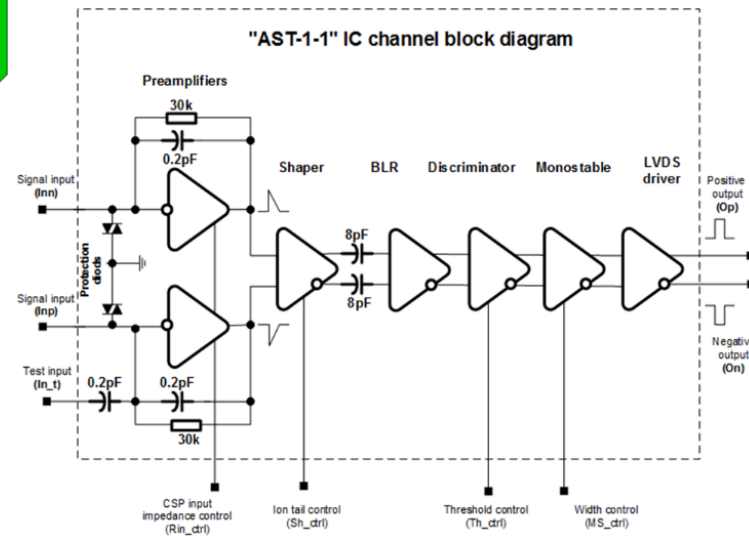 "AST-1-1" IC channel block diagram
Preamplifiers
30k
0.2pF
Shaper
BLR
Discriminator
Monostable
LVDS
driver
Signal input
(Inn)
Positive
output
(Op)
8pF
8pF
Protection
diods
Signal input
(Inp)
Test input
(In_t)
0.2pF
0.2pF
30k
Negativ
output
(On)
CSP input
impedance control
(Rin_ctrl)
Ion tail control
(Sh_ctrl)
Threshold control
(Th_ctrl)
Width control
(MS_ctrl)